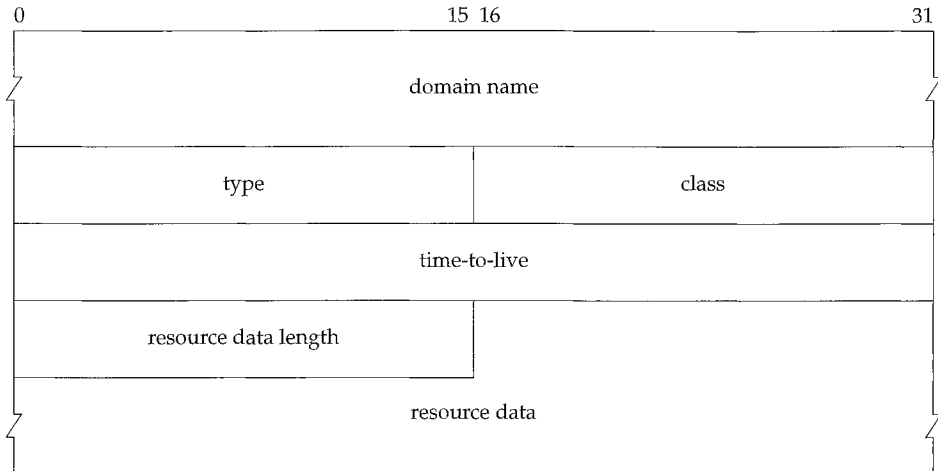 0 15 16 31
domain name
type class
time-to-live
resource data length
resource data